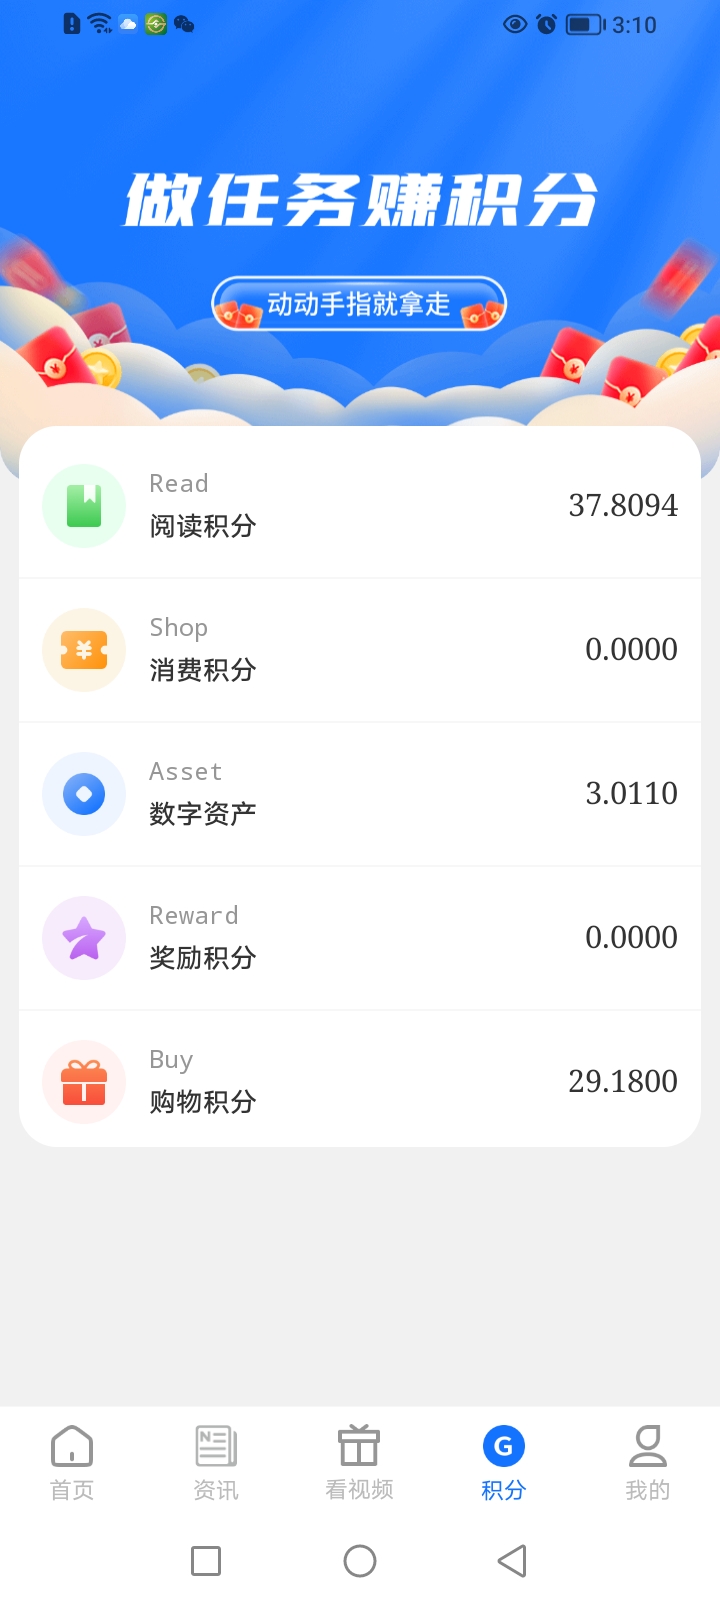 3:10
做任务赚积分
动动手指就拿走
Read
阅读积分
37.8094
Shop
消费积分
0.0000
Asset
数字资产
3.0110
Reward
奖励积分
0.0000
Buy
购物积分
29.1800
首页
资讯
看视频
G
积分
我的